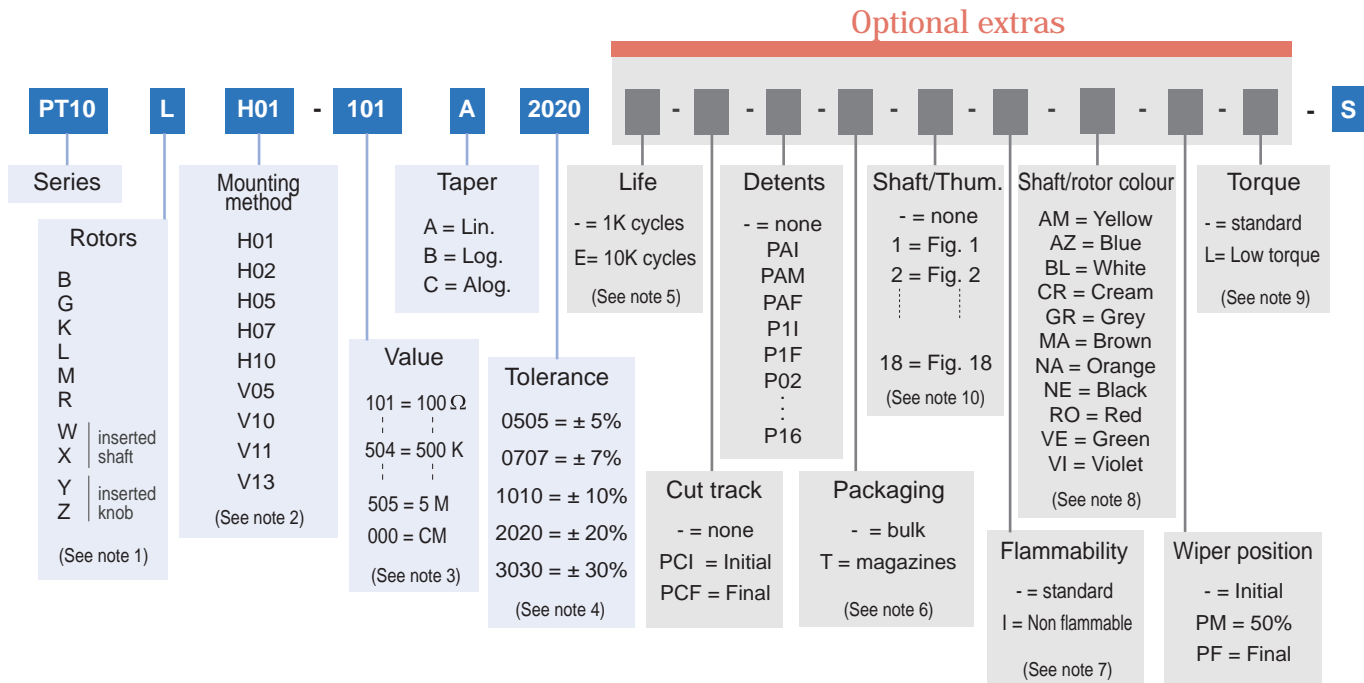 Optional extras
PT10 L H01 - 101 A 2020 - - - - - - - - - S
Series
Rotors
B
G
K
L
M
R
W
X
inserted
shaft
Y
Z
inserted
knob
(See note 1)
Mounting
method
H01
H02
H05
H07
H10
V05
V10
V11
V13
(See note 2)
Value
101 = 100 Ω
504 = 500 K
505 = 5 M
000 = CM
(See note 3)
Taper
A = Lin.
B = Log.
C = Alog.
Tolerance
0505 = ± 5%
0707 = ± 7%
1010 = ± 10%
2020 = ± 20%
3030 = ± 30%
(See note 4)
Life
- = 1K cycles
E= 10K cycles
(See note 5)
Cut track
- = none
PCI = Initial
PCF = Final
Detents
- = none
PAI
PAM
PAF
P1I
P1F
P02
:
P16
Packaging
- = bulk
T = magazines
(See note 6)
Shaft/Thum.
- = none
1 = Fig. 1
2 = Fig. 2
18 = Fig. 18
(See note 10)
Flammability
- = standard
I = Non flammable
(See note 7)
Shaft/rotor colour
AM = Yellow
AZ = Blue
BL = White
CR = Cream
GR = Grey
MA = Brown
NA = Orange
NE = Black
RO = Red
VE = Green
VI = Violet
(See note 8)
Wiper position
- = Initial
PM = 50%
PF = Final
Torque
- = standard
L= Low torque
(See note 9)